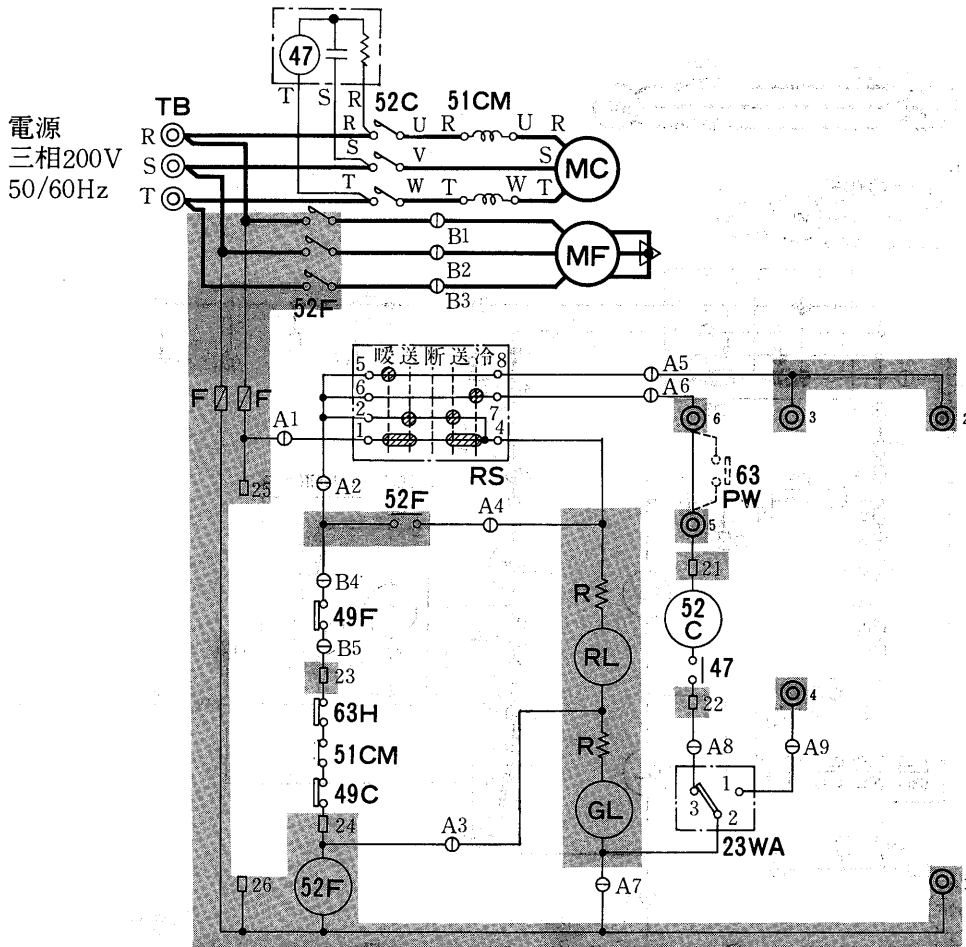 47
T S R
TB
52C
51CM
電源
三相200V
50/60Hz
R
R U R U R
S
S V S
MC
T
T W T W T
B1
MF
B2
B3
52F
暖送断送冷
5 8
6
2 7
1 4
RS
A5
A6
F F
A1
6
3
2
63
PW
25
A2
52F
A4
5
B4
49F
B5
23
63H
51CM
49C
24
A3
52F
26
R
RL
R
GL
A7
21
52
C
47
22
4
A8
A9
1
3 2
23WA
1